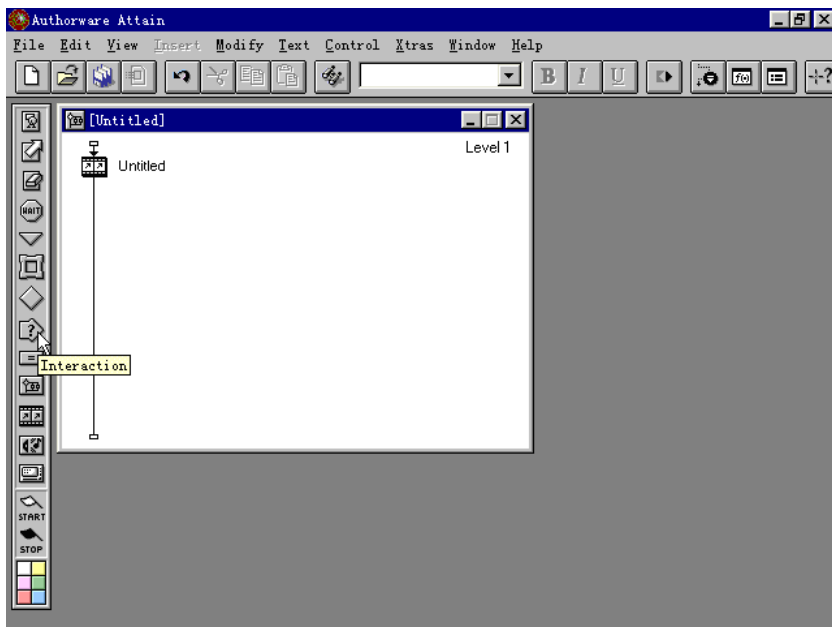 Authorware Attain
File Edit View Insert Modify Text Control Xtras Window Help
B I U f() ?
[Untitled]
Level 1
Untitled
WAIT
?
=
Interaction
START
STOP